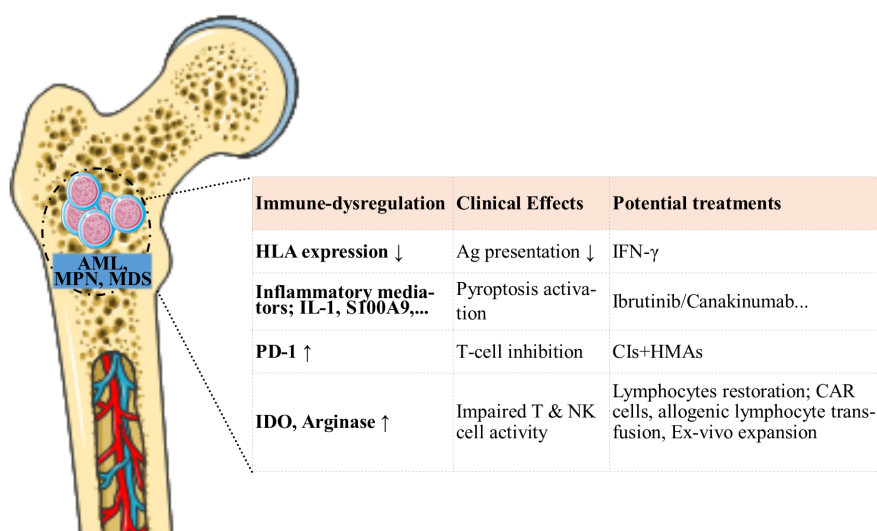 AML,
MPN, MDS
Immune-dysregulation Clinical Effects Potential treatments
HLA expression ↓ Ag presentation ↓ IFN-γ
Inflammatory media-
tors; IL-1, S100A9,...
Pyroptosis activa-
tion
Ibrutinib/Canakinumab...
PD-1 ↑ T-cell inhibition CIs+HMAs
IDO, Arginase ↑
Impaired T & NK
cell activity
Lymphocytes restoration; CAR
cells, allogenic lymphocyte trans-
fusion, Ex-vivo expansion